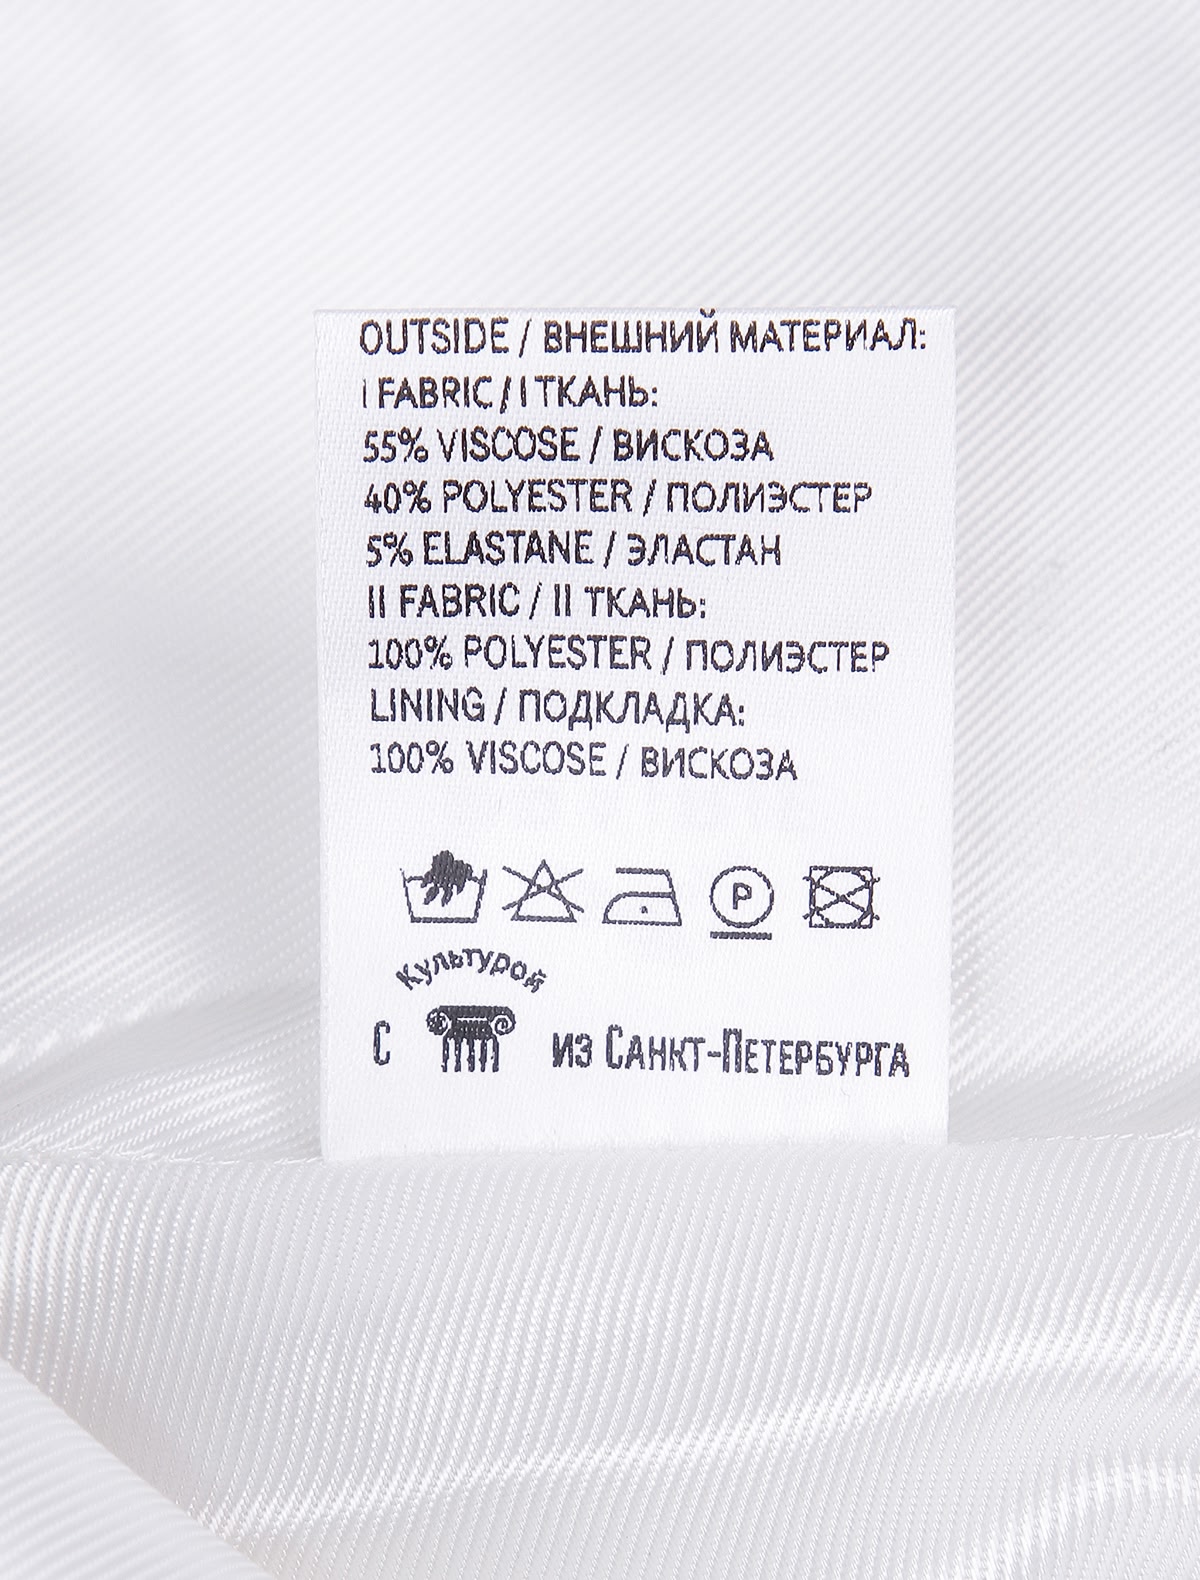 OUTSIDE / ВНЕШНИЙ МАТЕРИАЛ:
I FABRIC / I ТКАНЬ:
55% VISCOSE / ВИСКОЗА
40% POLYESTER / ПОЛИЭСТЕР
5% ELASTANE / ЭЛАСТАН
II FABRIC / II ТКАНЬ:
100% POLYESTER / ПОЛИЭСТЕР
LINING / ПОДКЛАДКА:
100% VISCOSE / ВИСКОЗА
P
Культурой
С из Санкт-Петербурга